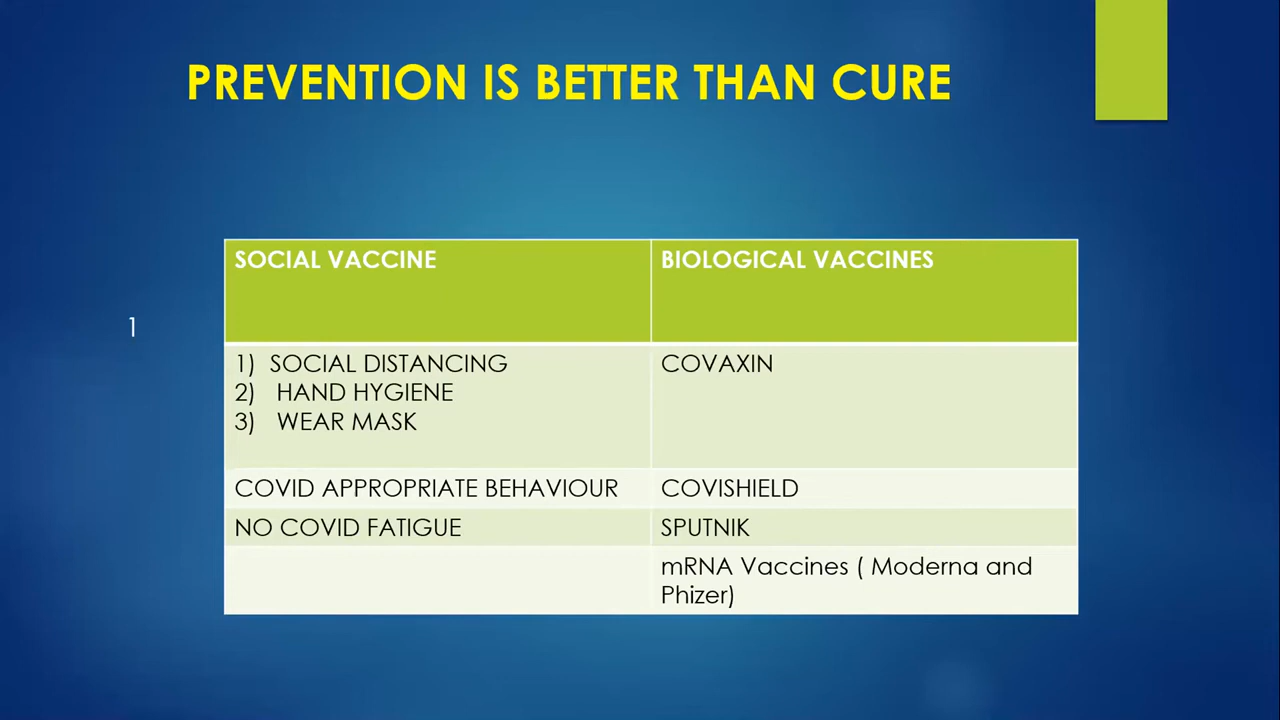 PREVENTION IS BETTER THAN CURE
1
SOCIAL VACCINE
BIOLOGICAL VACCINES
1) SOCIAL DISTANCING
2) HAND HYGIENE
3) WEAR MASK
COVAXIN
COVID APPROPRIATE BEHAVIOUR
COVISHIELD
NO COVID FATIGUE
SPUTNIK
mRNA Vaccines ( Moderna and
Phizer)